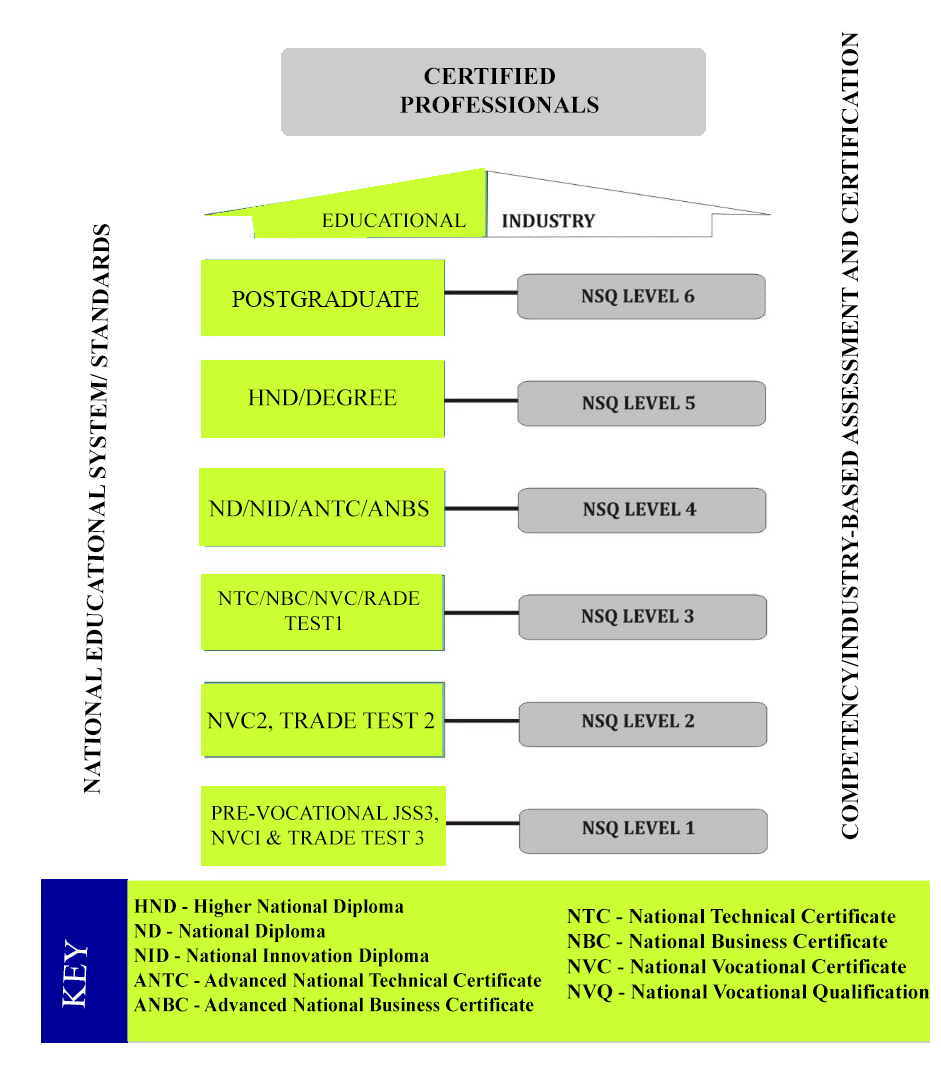 CERTIFIED
PROFESSIONALS
EDUCATIONAL
INDUSTRY
NATIONAL EDUCATIONAL SYSTEM/ STANDARDS
COMPETENCY/INDUSTRY-BASED ASSESSMENT AND CERTIFICATION
POSTGRADUATE
NSQ LEVEL 6
HND/DEGREE
NSQ LEVEL 5
ND/NID/ANTC/ANBS
NSQ LEVEL 4
NTC/NBC/NVC/RADE
TEST1
NSQ LEVEL 3
NVC2, TRADE TEST 2
NSQ LEVEL 2
PRE-VOCATIONAL JSS3,
NVCI & TRADE TEST 3
NSQ LEVEL 1
KEY
HND - Higher National Diploma
ND - National Diploma
NID - National Innovation Diploma
ANTC - Advanced National Technical Certificate
ANBC - Advanced National Business Certificate
NTC - National Technical Certificate
NBC - National Business Certificate
NVC - National Vocational Certificate
NVQ - National Vocational Qualification